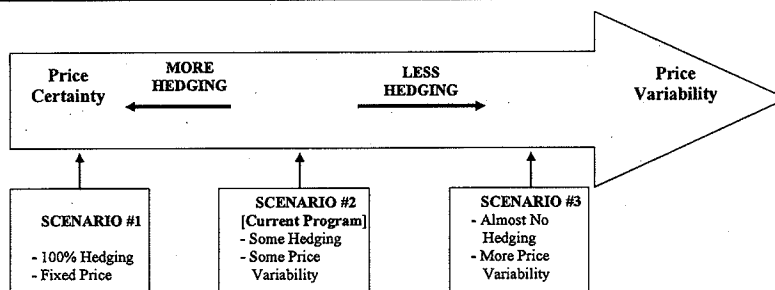 Price
Certainty
MORE
HEDGING
LESS
HEDGING
Price
Variability
SCENARIO #1
- 100% Hedging
- Fixed Price
SCENARIO #2
[Current Program]
- Some Hedging
- Some Price
Variability
SCENARIO #3
- Almost No
Hedging
- More Price
Variability